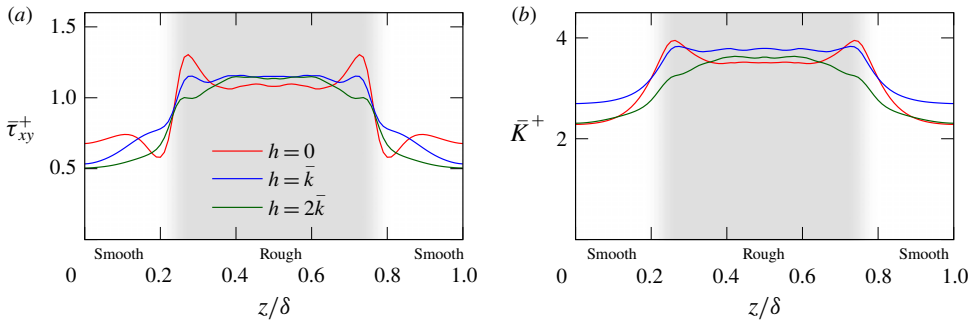 (a)
1.5
1.0
0.5
τ̄⁺xy
h = 0
h = k̄
h = 2k̄
Smooth Rough Smooth
0 0.2 0.4 0.6 0.8 1.0
z/δ
(b)
4
2
K̄⁺
Smooth Rough Smooth
0 0.2 0.4 0.6 0.8 1.0
z/δ